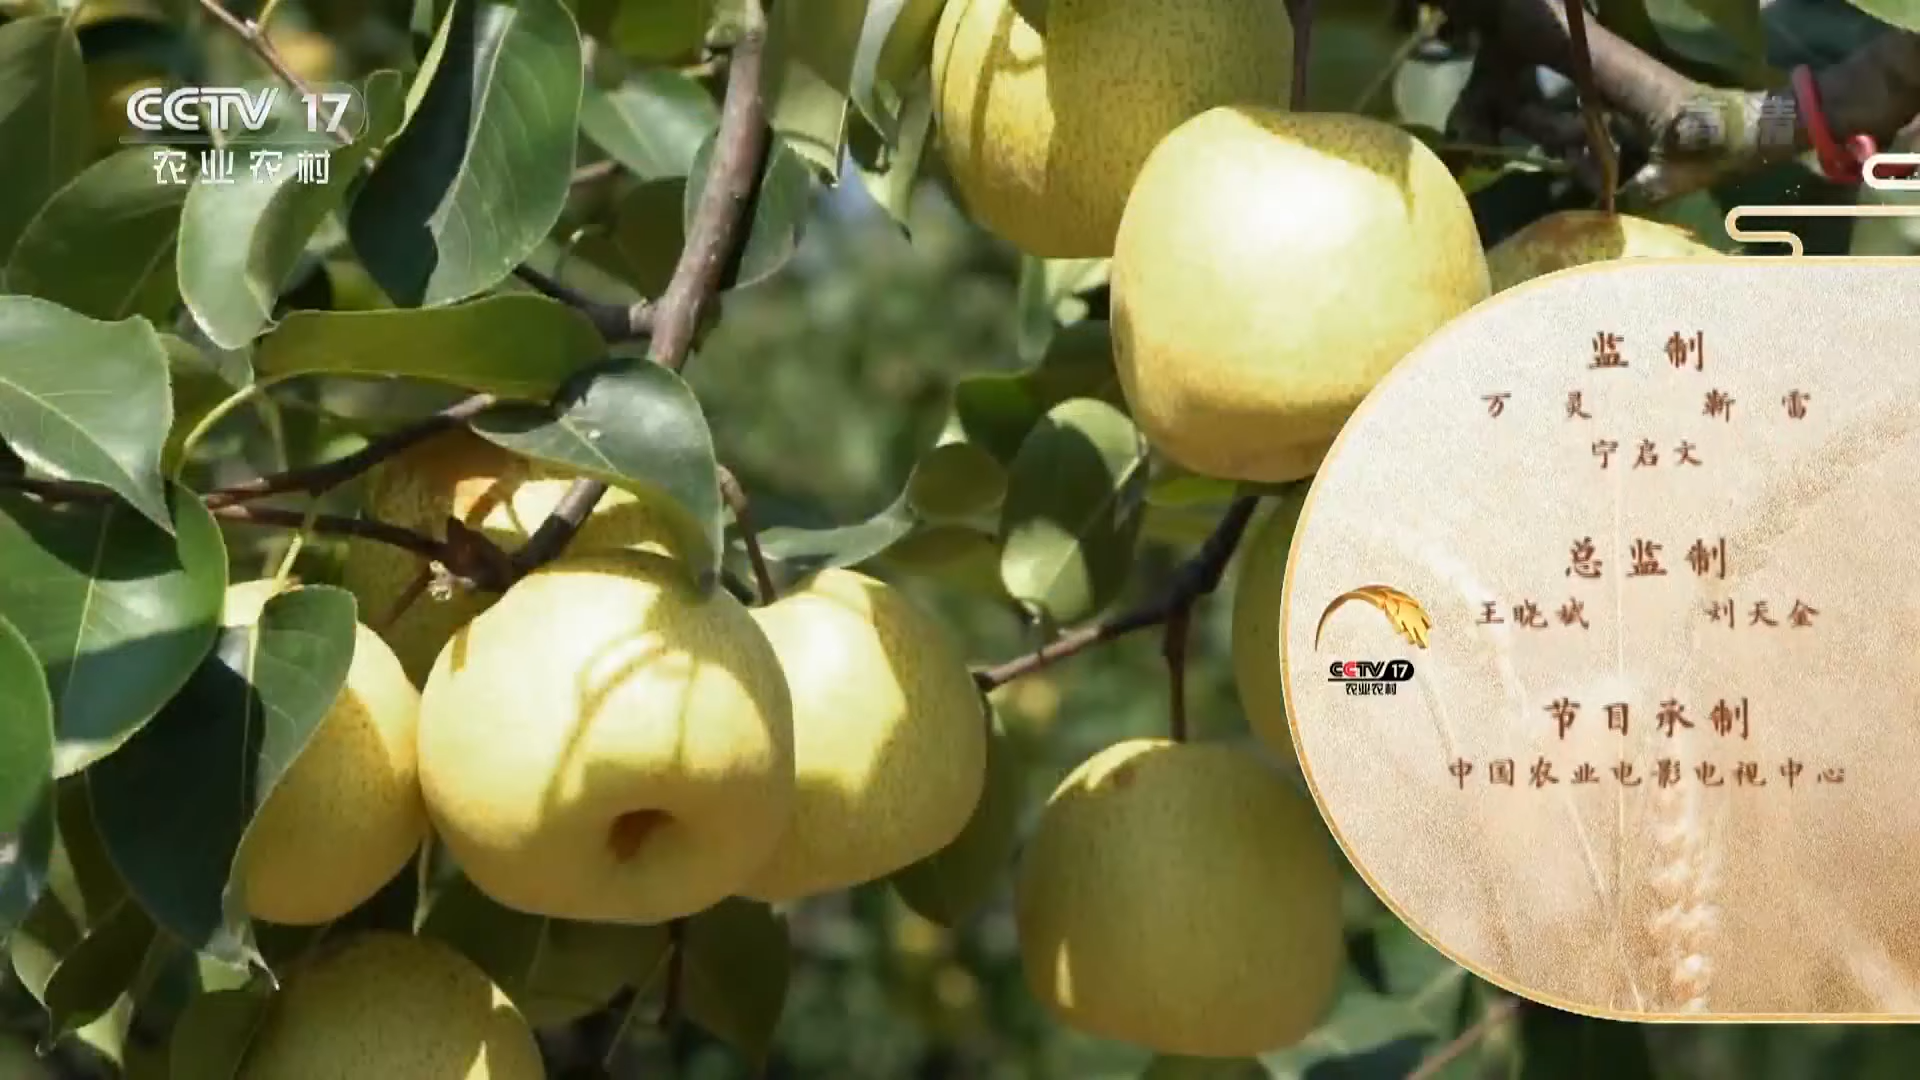 CCTV 17
农业农村
高清
监制
万灵 靳雷
宁启文
总监制
王晓斌 刘天金
CCTV 17
农业农村
节目承制
中国农业电影电视中心